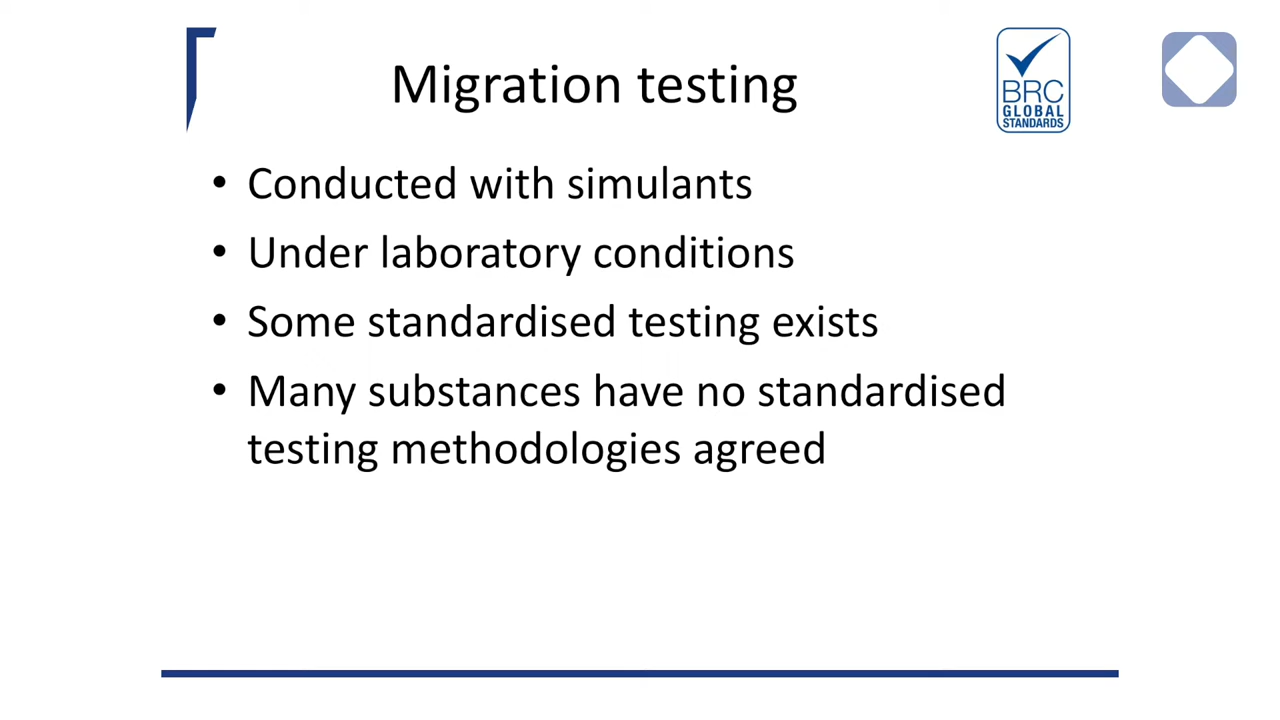 Migration testing
BRC
GLOBAL
STANDARDS
• Conducted with simulants
• Under laboratory conditions
• Some standardised testing exists
• Many substances have no standardised
testing methodologies agreed